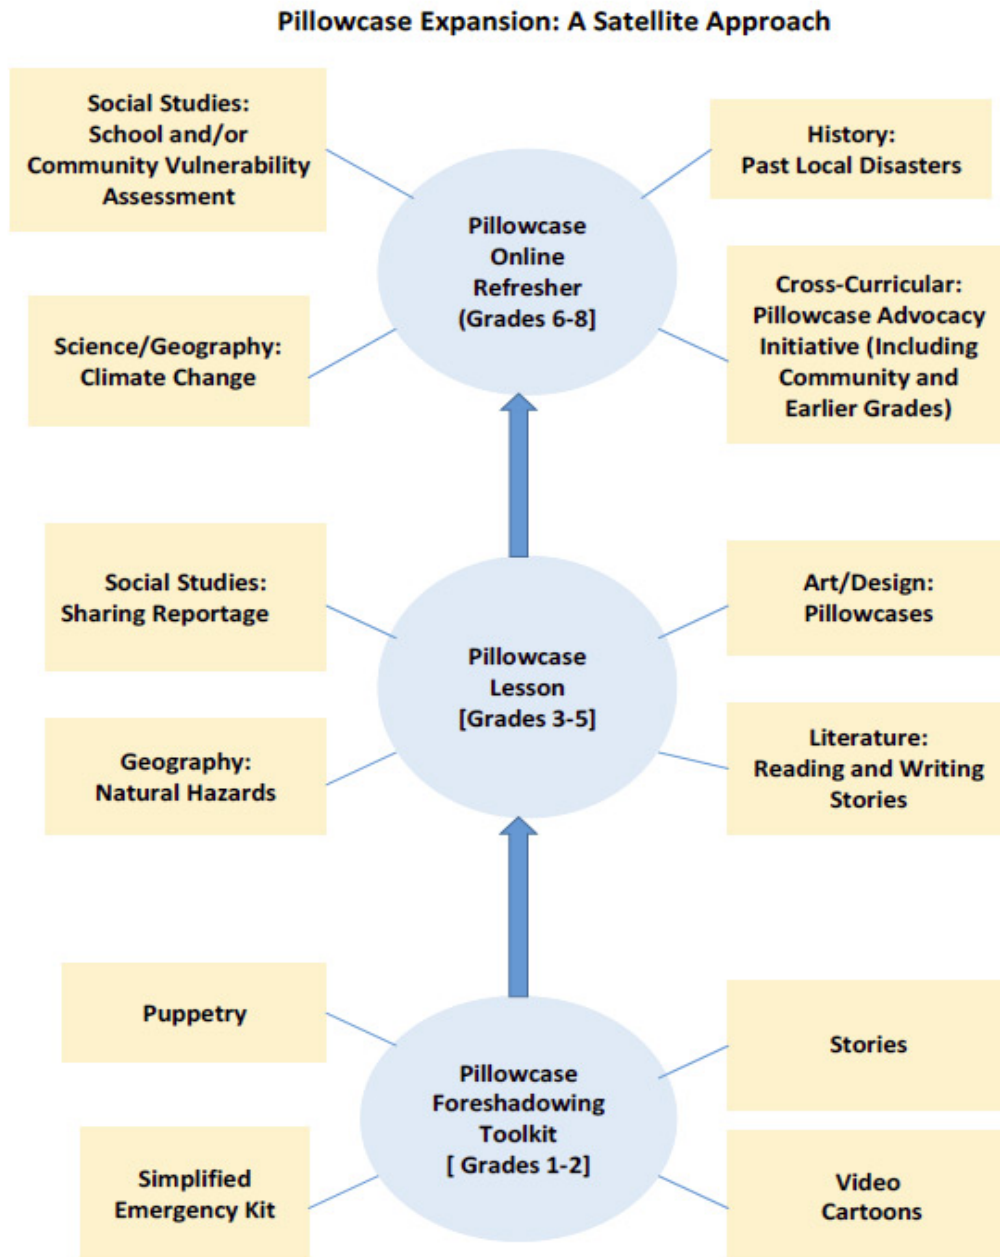 Pillowcase Expansion: A Satellite Approach
Social Studies:
School and/or
Community Vulnerability
Assessment
History:
Past Local Disasters
Pillowcase
Online
Refresher
(Grades 6-8]
Science/Geography:
Climate Change
Cross-Curricular:
Pillowcase Advocacy
Initiative (Including
Community and
Earlier Grades)
Social Studies:
Sharing Reportage
Art/Design:
Pillowcases
Pillowcase
Lesson
[Grades 3-5]
Geography:
Natural Hazards
Literature:
Reading and Writing
Stories
Puppetry
Stories
Pillowcase
Foreshadowing
Toolkit
[ Grades 1-2]
Simplified
Emergency Kit
Video
Cartoons